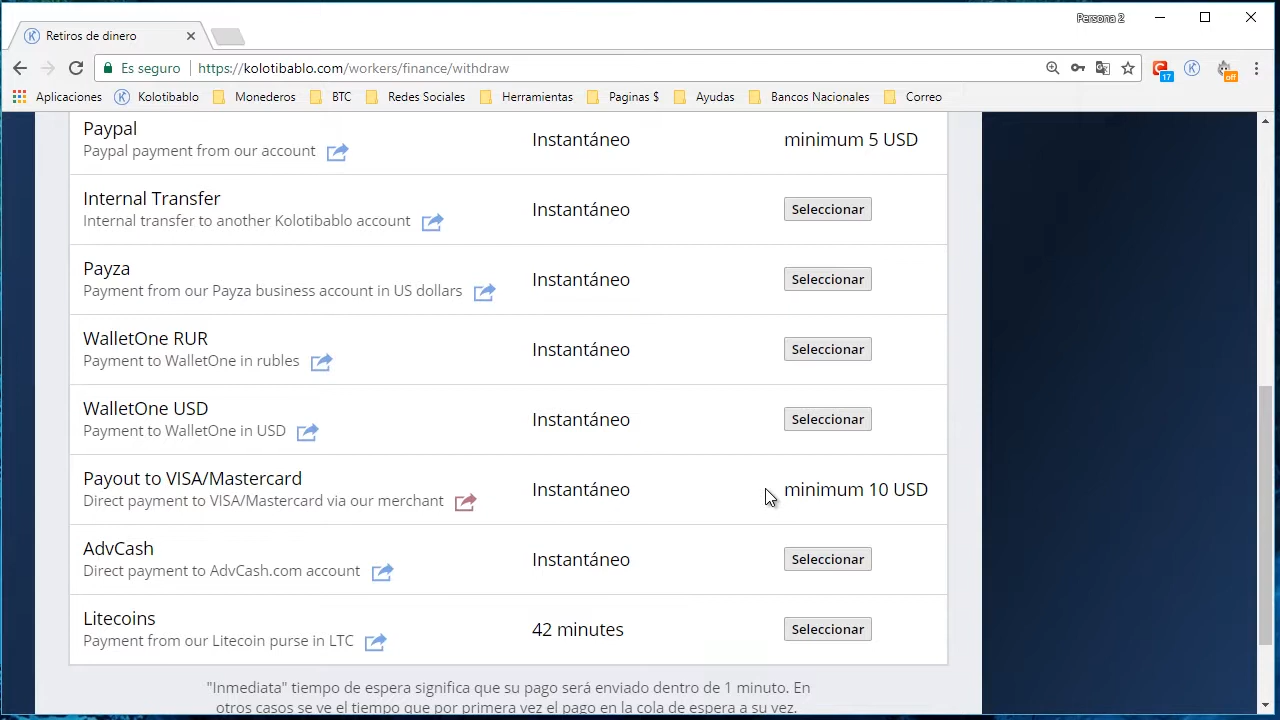 Persona 2
Retiros de dinero
Es seguro https://kolotibablo.com/workers/finance/withdraw
17
off
Aplicaciones Kolotibablo Monederos BTC Redes Sociales Herramientas Paginas $ Ayudas Bancos Nacionales Correo
Paypal
Paypal payment from our account
Instantáneo
minimum 5 USD
Internal Transfer
Internal transfer to another Kolotibablo account
Instantáneo
Seleccionar
Payza
Payment from our Payza business account in US dollars
Instantáneo
Seleccionar
WalletOne RUR
Payment to WalletOne in rubles
Instantáneo
Seleccionar
WalletOne USD
Payment to WalletOne in USD
Instantáneo
Seleccionar
Payout to VISA/Mastercard
Direct payment to VISA/Mastercard via our merchant
Instantáneo
minimum 10 USD
AdvCash
Direct payment to AdvCash.com account
Instantáneo
Seleccionar
Litecoins
Payment from our Litecoin purse in LTC
42 minutes
Seleccionar
"Inmediata" tiempo de espera significa que su pago será enviado dentro de 1 minuto. En
otros casos se ve el tiempo que por primera vez el pago en la cola de espera a su vez.